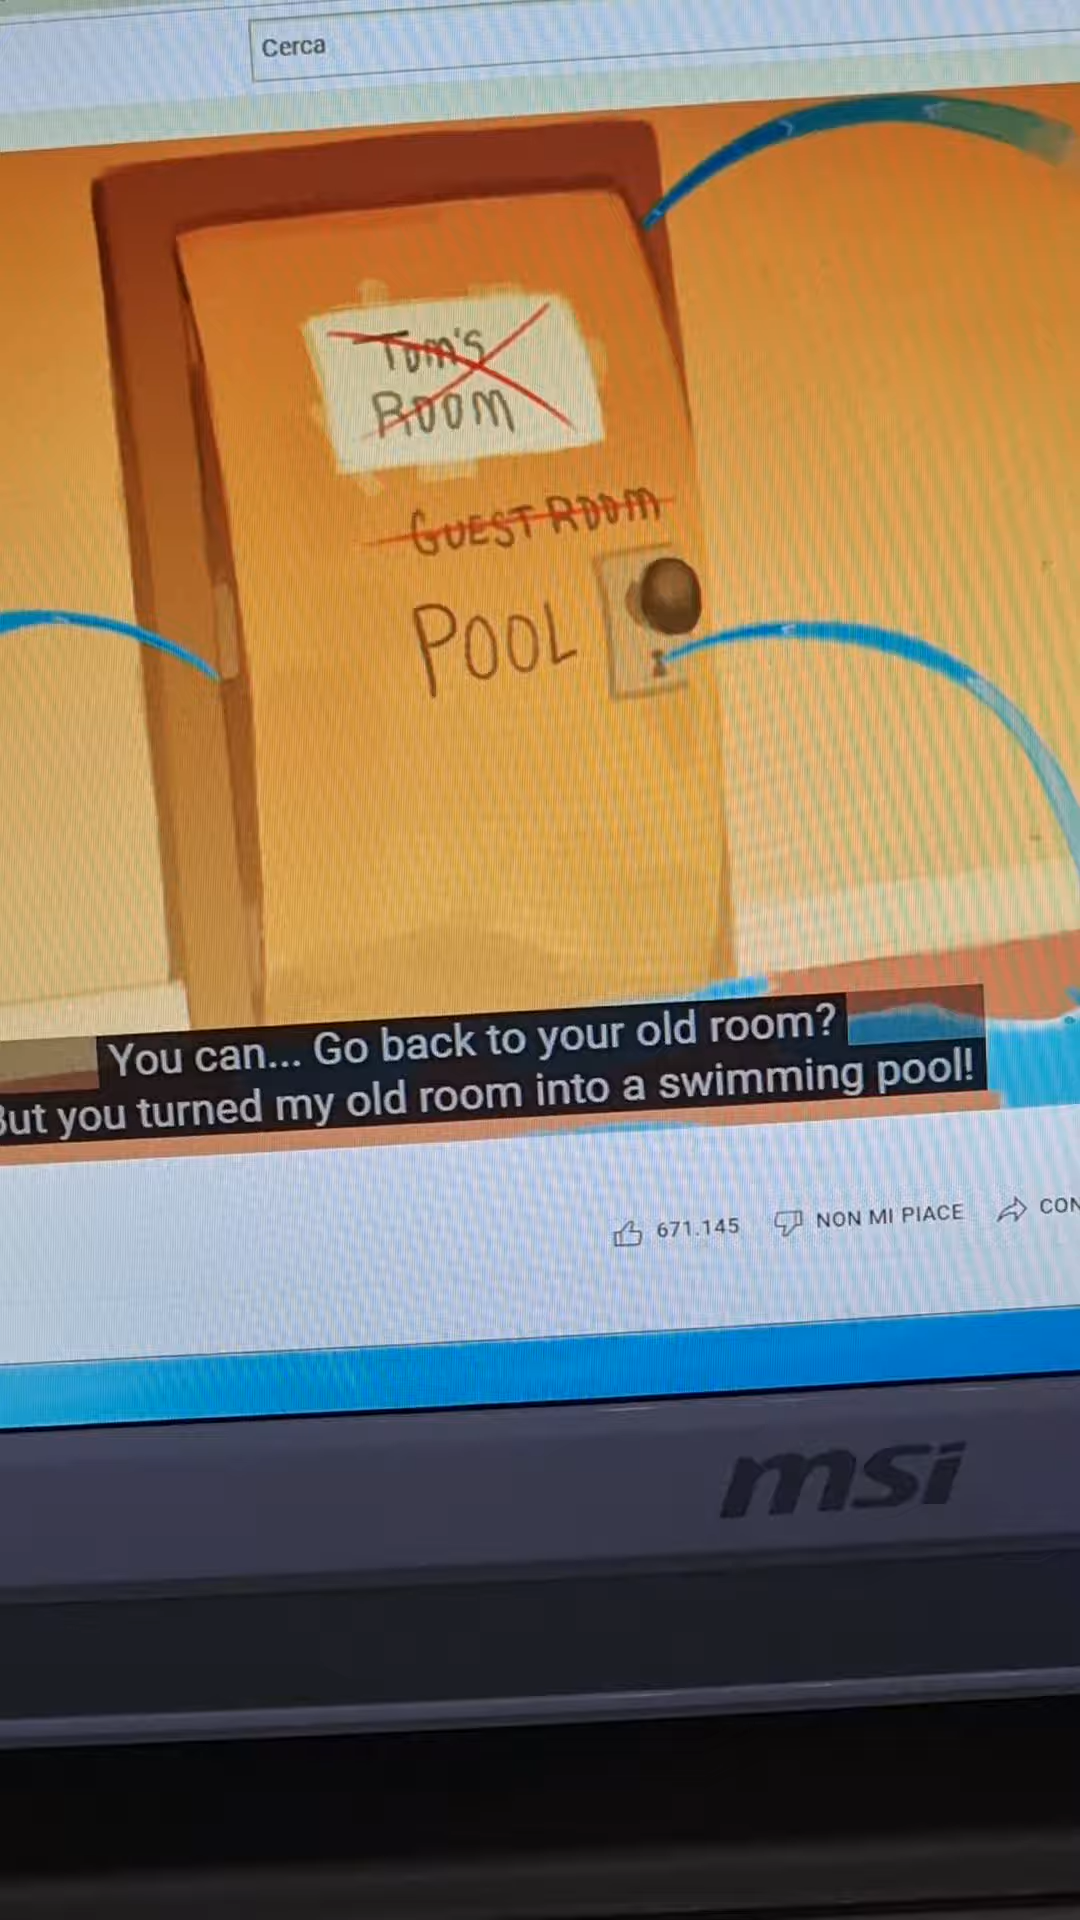 Cerca
Tom's
ROOM
GUEST ROOM
POOL
You can... Go back to your old room?
But you turned my old room into a swimming pool!
671.145 NON MI PIACE
msi